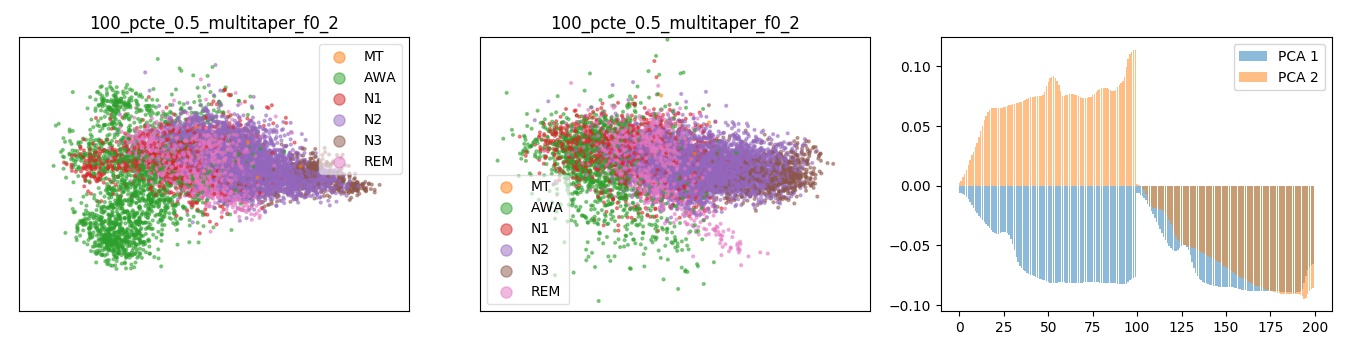 100_pcte_0.5_multitaper_f0_2
MT
AWA
N1
N2
N3
REM
100_pcte_0.5_multitaper_f0_2
MT
AWA
N1
N2
N3
REM
PCA 1
PCA 2
0.10
0.05
0.00
−0.05
−0.10
0 25 50 75 100 125 150 175 200